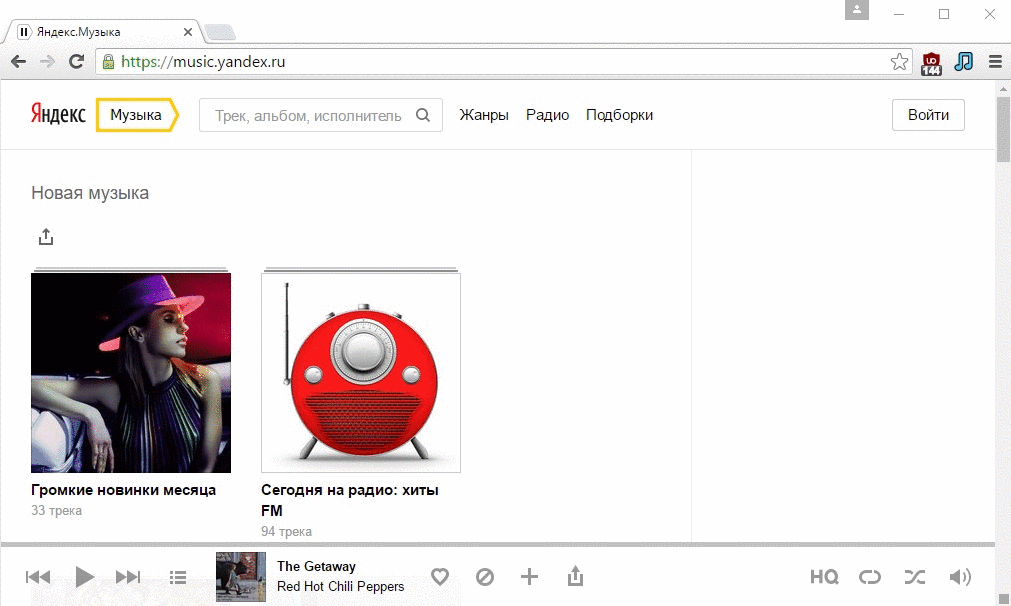 Яндекс.Музыка
https://music.yandex.ru
UD
144
Яндекс Музыка Трек, альбом, исполнитель Жанры Радио Подборки Войти
Новая музыка
Громкие новинки месяца
33 трека
Сегодня на радио: хиты
FM
94 трека
The Getaway
Red Hot Chili Peppers
HQ